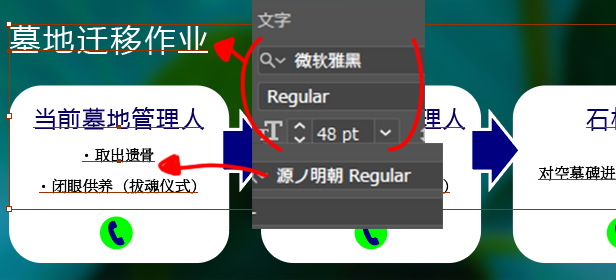 文字
墓地迁移作业
微软雅黑
Regular
48 pt
当前墓地管理人
・取出遗骨
・闭眼供养（拔魂仪式）
理人
源ノ明朝 Regular
）
石
对空墓碑进